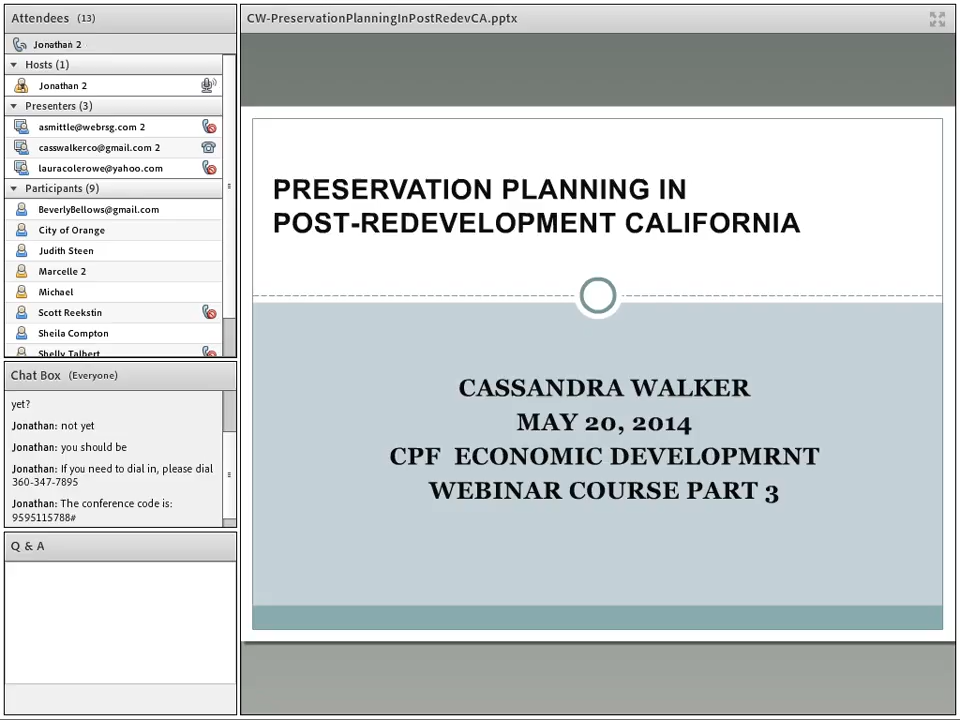 Attendees (13)
Jonathan 2
Hosts (1)
Jonathan 2
Presenters (3)
asmittle@webrsg.com 2
casswalkerco@gmail.com 2
lauracolerowe@yahoo.com
Participants (9)
BeverlyBellows@gmail.com
City of Orange
Judith Steen
Marcelle 2
Michael
Scott Reekstin
Sheila Compton
Shelly Talbert
Chat Box (Everyone)
yet?
Jonathan: not yet
Jonathan: you should be
Jonathan: If you need to dial in, please dial
360-347-7895
Jonathan: The conference code is:
9595115788#
Q & A
CW-PreservationPlanningInPostRedevCA.pptx
PRESERVATION PLANNING IN
POST-REDEVELOPMENT CALIFORNIA
CASSANDRA WALKER
MAY 20, 2014
CPF ECONOMIC DEVELOPMRNT
WEBINAR COURSE PART 3